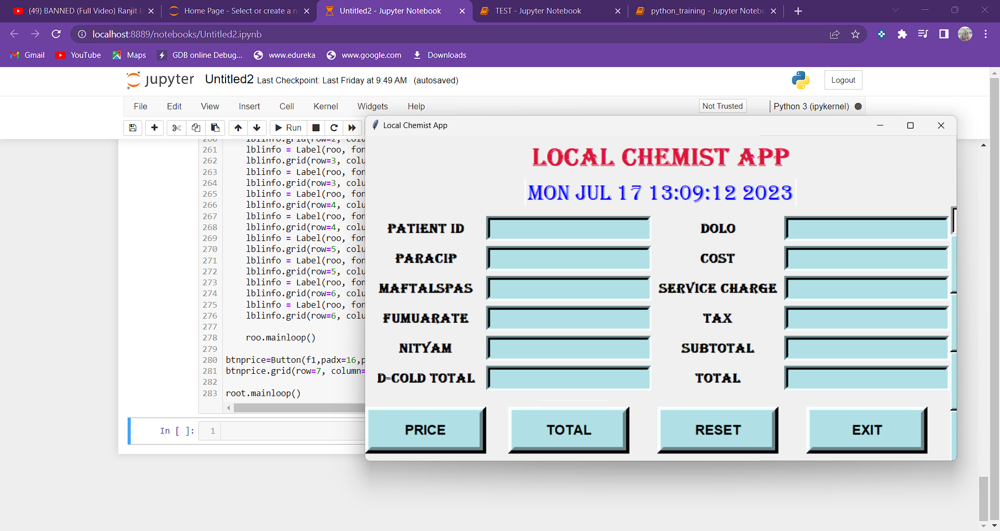 (49) BANNED (Full Video) Ranjit B
Home Page - Select or create a n
Untitled2 - Jupyter Notebook
TEST - Jupyter Notebook
python_training - Jupyter Notebo
localhost:8889/notebooks/Untitled2.ipynb
Gmail YouTube Maps GDB online Debug... www.edureka www.google.com Downloads
jupyter Untitled2 Last Checkpoint: Last Friday at 9:49 AM (autosaved) Logout
File Edit View Insert Cell Kernel Widgets Help Not Trusted Python 3 (ipykernel)
Run
260 lblinfo.grid(row=2, colu
261 lblinfo = Label(roo, fon
262 lblinfo.grid(row=3, colu
263 lblinfo = Label(roo, fon
264 lblinfo.grid(row=3, colu
265 lblinfo = Label(roo, fon
266 lblinfo.grid(row=4, colu
267 lblinfo = Label(roo, fon
268 lblinfo.grid(row=4, colu
269 lblinfo = Label(roo, fon
270 lblinfo.grid(row=5, colu
271 lblinfo = Label(roo, fon
272 lblinfo.grid(row=5, colu
273 lblinfo = Label(roo, fon
274 lblinfo.grid(row=6, colu
275 lblinfo = Label(roo, fon
276 lblinfo.grid(row=6, colu
277
278 roo.mainloop()
279
280 btnprice=Button(f1,padx=16,p
281 btnprice.grid(row=7, column=
282
283 root.mainloop()
In [ ]: 1
Local Chemist App
LOCAL CHEMIST APP
MON JUL 17 13:09:12 2023
PATIENT ID DOLO
PARACIP COST
MAFTALSPAS SERVICE CHARGE
FUMUARATE TAX
NITYAM SUBTOTAL
D-COLD TOTAL TOTAL
PRICE TOTAL RESET EXIT